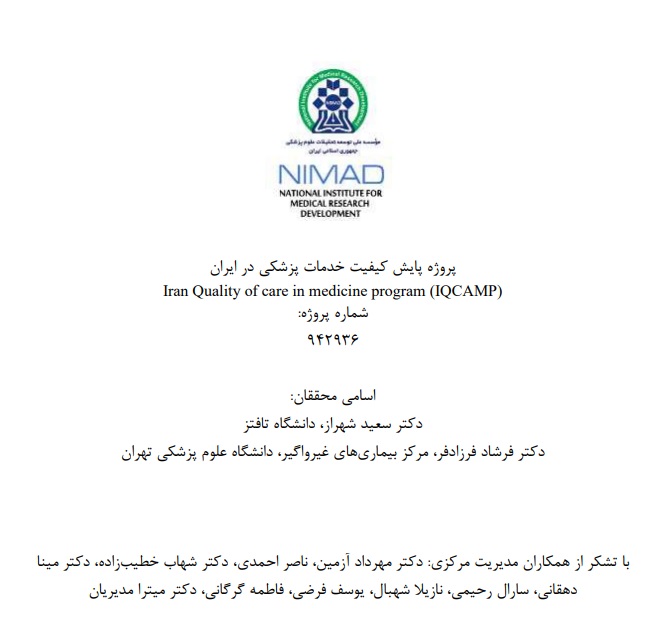 National Institute for Medical Research Development
NIMAD
مؤسسه ملی توسعه تحقیقات علوم پزشکی
جمهوری اسلامی ایران
NIMAD
NATIONAL INSTITUTE FOR
MEDICAL RESEARCH
DEVELOPMENT
پروژه پایش کیفیت خدمات پزشکی در ایران
Iran Quality of care in medicine program (IQCAMP)
شماره پروژه:
۹۴۲۹۳۶
اسامی محققان:
دکتر سعید شهراز، دانشگاه تافتز
دکتر فرشاد فرزادفر، مرکز بیماری‌های غیرواگیر، دانشگاه علوم پزشکی تهران
با تشکر از همکاران مدیریت مرکزی: دکتر مهرداد آزمین، ناصر احمدی، دکتر شهاب خطیب‌زاده، دکتر مینا
دهقانی، سارال رحیمی، نازیلا شهبال، یوسف فرضی، فاطمه گرگانی، دکتر میترا مدیریان